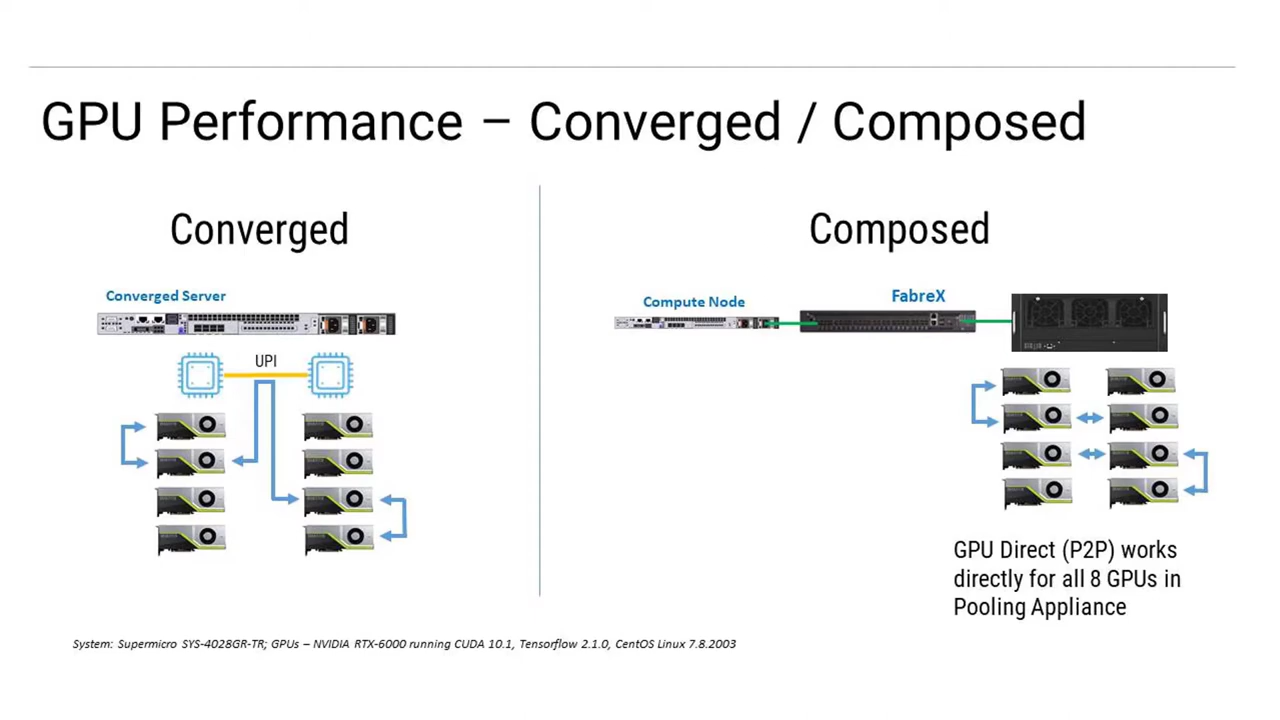 GPU Performance – Converged / Composed
Converged
Converged Server
UPI
Composed
Compute Node
FabreX
GPU Direct (P2P) works
directly for all 8 GPUs in
Pooling Appliance
System: Supermicro SYS-4028GR-TR; GPUs – NVIDIA RTX-6000 running CUDA 10.1, Tensorflow 2.1.0, CentOS Linux 7.8.2003